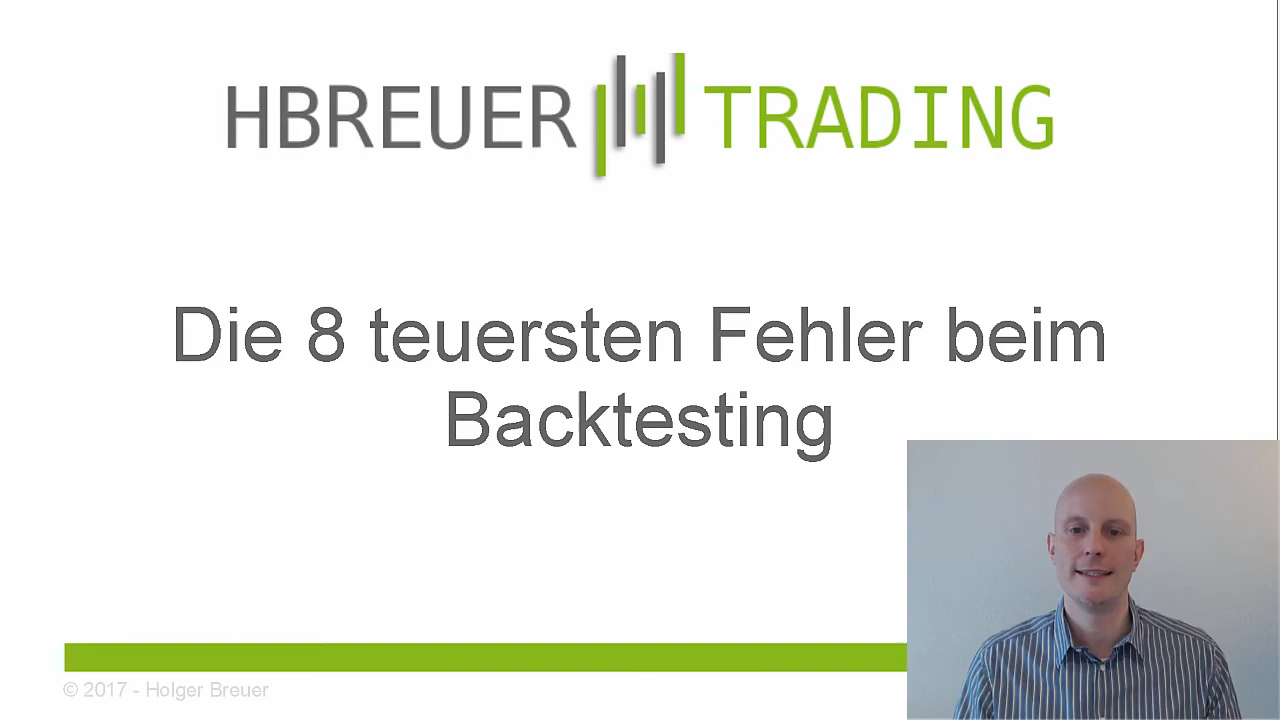 HBREUER TRADING
Die 8 teuersten Fehler beim
Backtesting
© 2017 - Holger Breuer